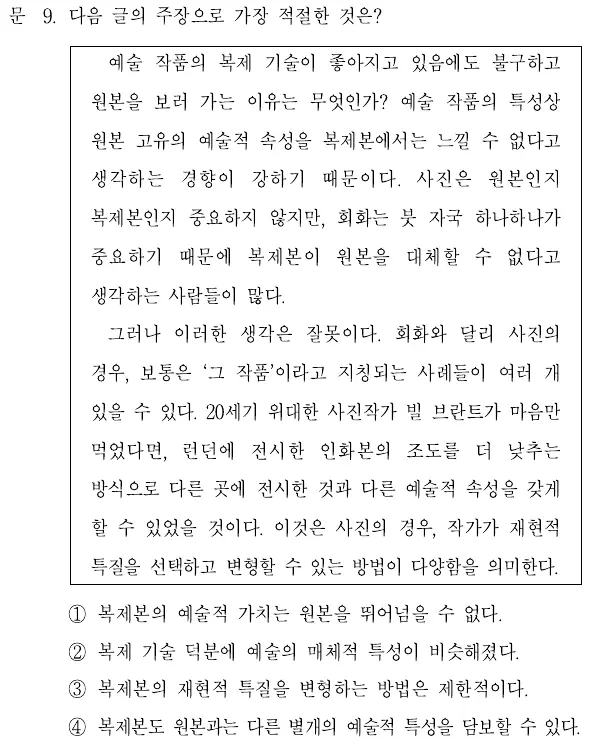 문 9. 다음 글의 주장으로 가장 적절한 것은?
예술 작품의 복제 기술이 좋아지고 있음에도 불구하고
원본을 보러 가는 이유는 무엇인가? 예술 작품의 특성상
원본 고유의 예술적 속성을 복제본에서는 느낄 수 없다고
생각하는 경향이 강하기 때문이다. 사진은 원본인지
복제본인지 중요하지 않지만, 회화는 붓 자국 하나하나가
중요하기 때문에 복제본이 원본을 대체할 수 없다고
생각하는 사람들이 많다.
그러나 이러한 생각은 잘못이다. 회화와 달리 사진의
경우, 보통은 ‘그 작품’이라고 지칭되는 사례들이 여러 개
있을 수 있다. 20세기 위대한 사진작가 빌 브란트가 마음만
먹었다면, 런던에 전시한 인화본의 조도를 더 낮추는
방식으로 다른 곳에 전시한 것과 다른 예술적 속성을 갖게
할 수 있었을 것이다. 이것은 사진의 경우, 작가가 재현적
특질을 선택하고 변형할 수 있는 방법이 다양함을 의미한다.
① 복제본의 예술적 가치는 원본을 뛰어넘을 수 없다.
② 복제 기술 덕분에 예술의 매체적 특성이 비슷해졌다.
③ 복제본의 재현적 특질을 변형하는 방법은 제한적이다.
④ 복제본도 원본과는 다른 별개의 예술적 특성을 담보할 수 있다.